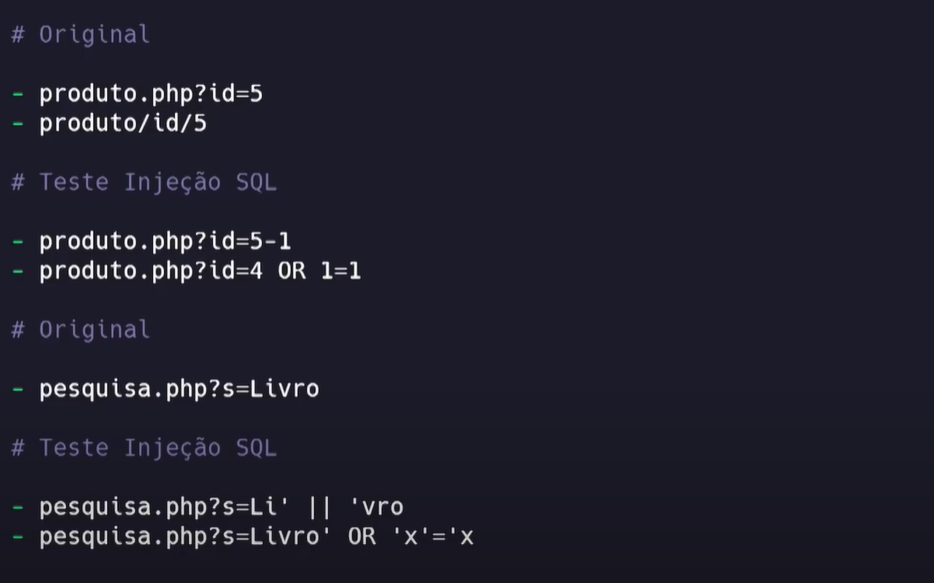 # Original
- produto.php?id=5
- produto/id/5
# Teste Injeção SQL
- produto.php?id=5-1
- produto.php?id=4 OR 1=1
# Original
- pesquisa.php?s=Livro
# Teste Injeção SQL
- pesquisa.php?s=Li' || 'vro
- pesquisa.php?s=Livro' OR 'x'='x